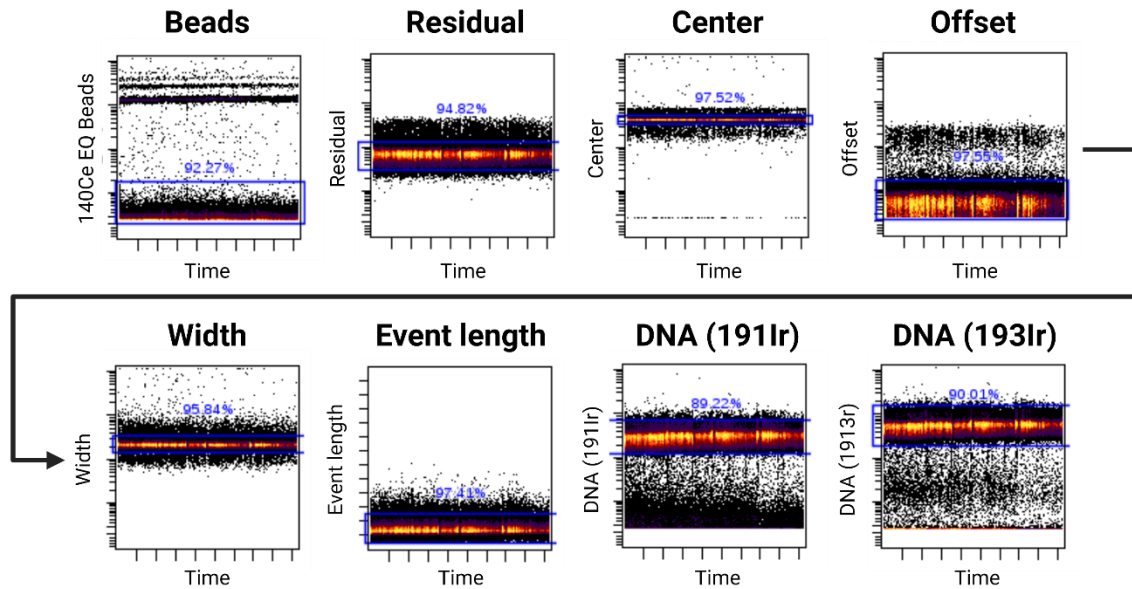 Beads
Residual
Center
Offset
140Ce EQ Beads
92.27%
Time
Residual
94.82%
Time
Center
97.52%
Time
Offset
97.55%
Time
Width
Event length
DNA (191Ir)
DNA (193Ir)
Width
95.84%
Time
Event length
97.41%
Time
DNA (191Ir)
89.22%
Time
DNA (1913r)
90.01%
Time